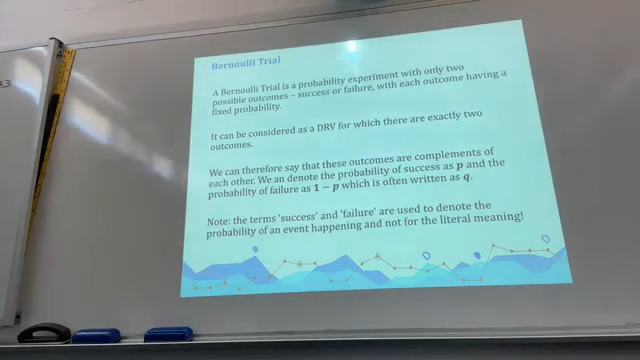 Bernoulli Trial
A Bernoulli Trial is a probability experiment with only two
possible outcomes – success or failure, with each outcome having a
fixed probability.
It can be considered as a DRV for which there are exactly two
outcomes.
We can therefore say that these outcomes are complements of
each other. We an denote the probability of success as p and the
probability of failure as 1 − p which is often written as q.
Note: the terms 'success' and 'failure' are used to denote the
probability of an event happening and not for the literal meaning!